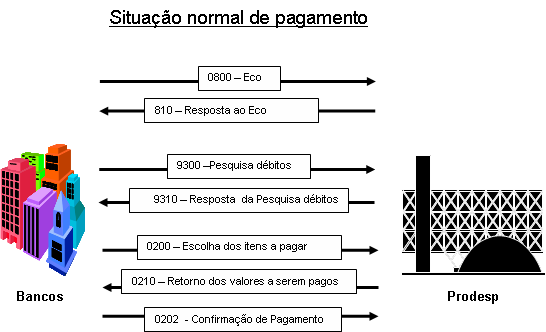 Situação normal de pagamento
0800 – Eco
810 – Resposta ao Eco
9300 –Pesquisa débitos
9310 – Resposta da Pesquisa débitos
0200 – Escolha dos itens a pagar
0210 – Retorno dos valores a serem pagos
Bancos
Prodesp
0202 - Confirmação de Pagamento